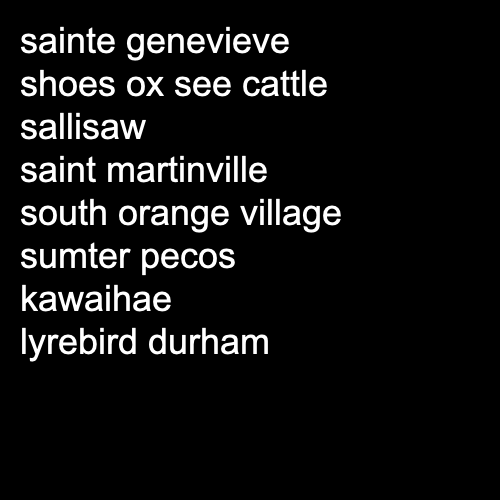 sainte genevieve
shoes ox see cattle
sallisaw
saint martinville
south orange village
sumter pecos
kawaihae
lyrebird durham